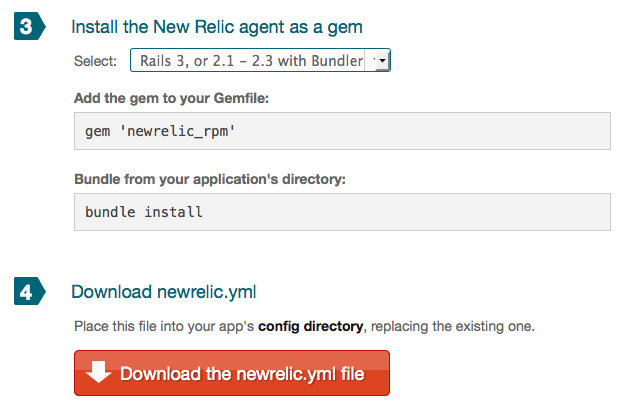 3 Install the New Relic agent as a gem
Select: Rails 3, or 2.1 – 2.3 with Bundler
Add the gem to your Gemfile:
gem 'newrelic_rpm'
Bundle from your application's directory:
bundle install
4 Download newrelic.yml
Place this file into your app's config directory, replacing the existing one.
Download the newrelic.yml file